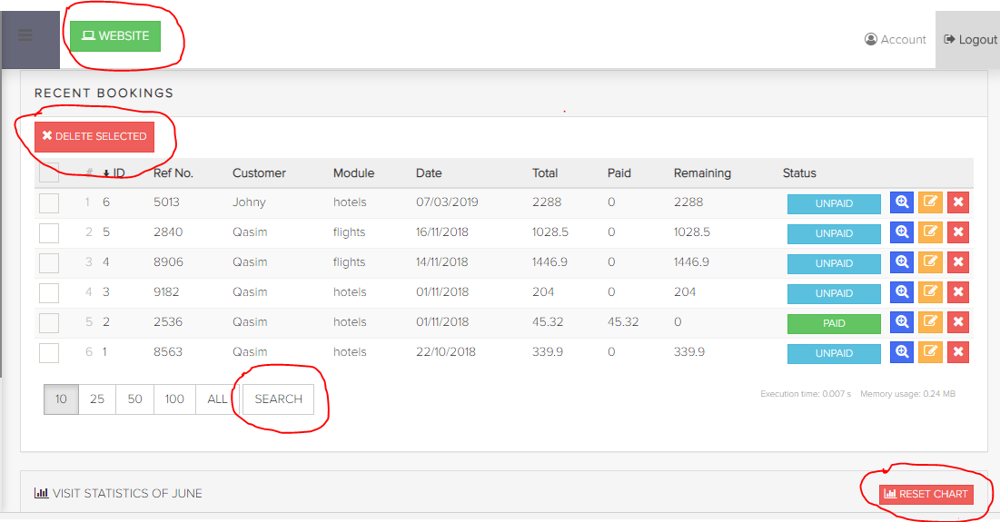 WEBSITE
Account
Logout
RECENT BOOKINGS
DELETE SELECTED
# ID Ref No. Customer Module Date Total Paid Remaining Status
1 6 5013 Johny hotels 07/03/2019 2288 0 2288 UNPAID
2 5 2840 Qasim flights 16/11/2018 1028.5 0 1028.5 UNPAID
3 4 8906 Qasim flights 14/11/2018 1446.9 0 1446.9 UNPAID
4 3 9182 Qasim hotels 01/11/2018 204 0 204 UNPAID
5 2 2536 Qasim hotels 01/11/2018 45.32 45.32 0 PAID
6 1 8563 Qasim hotels 22/10/2018 339.9 0 339.9 UNPAID
10 25 50 100 ALL SEARCH
Execution time: 0.007 s Memory usage: 0.24 MB
VISIT STATISTICS OF JUNE
RESET CHART